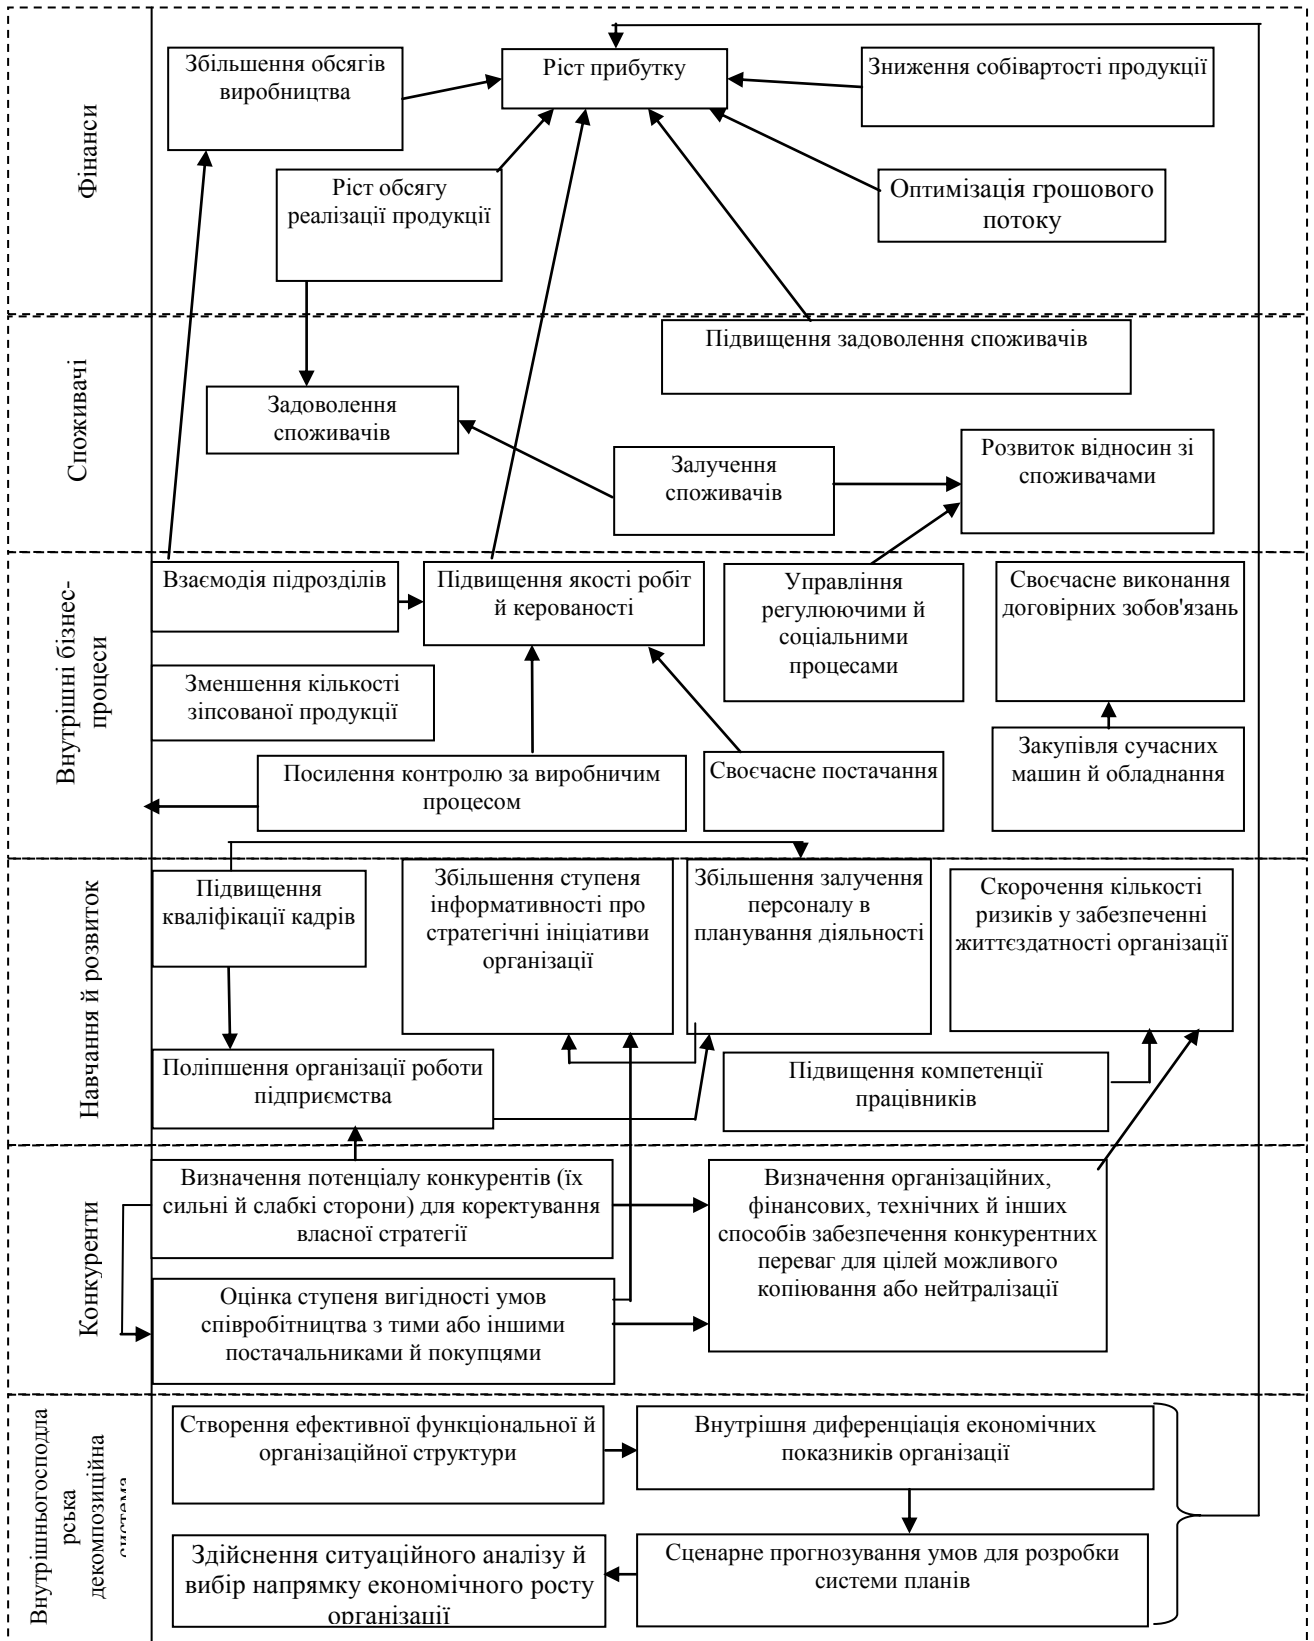 Фінанси
Збільшення обсягів
виробництва
Ріст прибутку
Зниження собівартості продукції
Ріст обсягу
реалізації продукції
Оптимізація грошового
потоку
Споживачі
Підвищення задоволення споживачів
Задоволення
споживачів
Залучення
споживачів
Розвиток відносин зі
споживачами
Внутрішні бізнес-
процеси
Взаємодія підрозділів
Підвищення якості робіт
й керованості
Управління
регулюючими й
соціальними
процесами
Своєчасне виконання
договірних зобов'язань
Зменшення кількості
зіпсованої продукції
Посилення контролю за виробничим
процесом
Своєчасне постачання
Закупівля сучасних
машин й обладнання
Навчання й розвиток
Підвищення
кваліфікації кадрів
Збільшення ступеня
інформативності про
стратегічні ініціативи
організації
Збільшення залучення
персоналу в
планування діяльності
Скорочення кількості
ризиків у забезпеченні
життєздатності організації
Поліпшення організації роботи
підприємства
Підвищення компетенції
працівників
Конкуренти
Визначення потенціалу конкурентів (їх
сильні й слабкі сторони) для коректування
власної стратегії
Визначення організаційних,
фінансових, технічних й інших
способів забезпечення конкурентних
переваг для цілей можливого
копіювання або нейтралізації
Оцінка ступеня вигідності умов
співробітництва з тими або іншими
постачальниками й покупцями
Внутрішньогосподла
рська
декомпозиційна
система
Створення ефективної функціональної й
організаційної структури
Внутрішня диференціація економічних
показників організації
Здійснення ситуаційного аналізу й
вибір напрямку економічного росту
організації
Сценарне прогнозування умов для розробки
системи планів